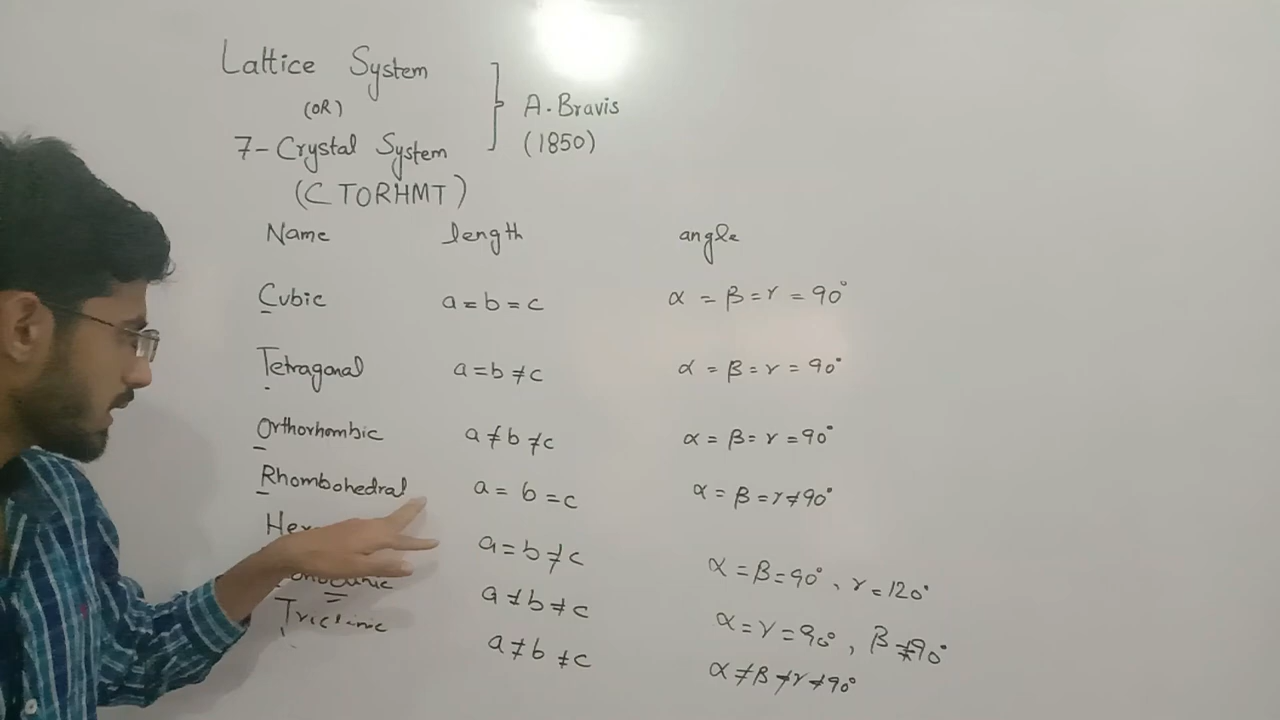 Lattice System
(OR)
7-Crystal System
A. Bravis
(1850)
(CTORHMT)
Name length angle
Cubic a=b=c α=β=γ=90°
Tetragonal a=b≠c α=β=γ=90°
Orthorhombic a≠b≠c α=β=γ=90°
Rhombohedral a=b=c α=β=γ≠90°
a=b≠c α=β=90°, γ=120°
a≠b≠c α=γ=90°, β≠90°
Triclinic a≠b≠c α≠β≠γ≠90°